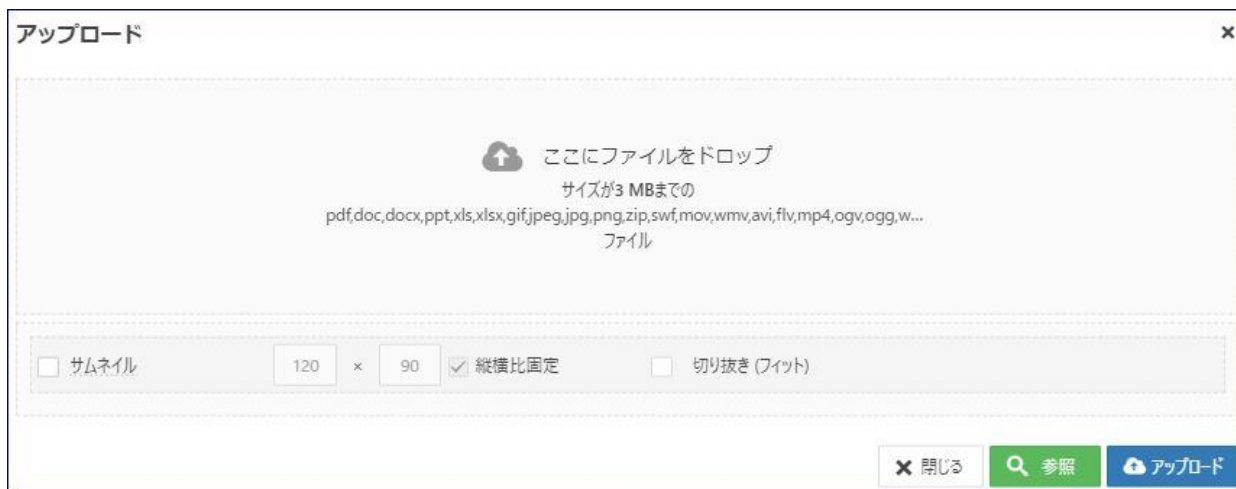 アップロード ×
ここにファイルをドロップ
サイズが3 MBまでの
pdf,doc,docx,ppt,xls,xlsx,gif,jpeg,jpg,png,zip,swf,mov,wmv,avi,flv,mp4,ogv,ogg,w...
ファイル
サムネイル 120 × 90 縦横比固定 切り抜き (フィット)
× 閉じる 参照 アップロード